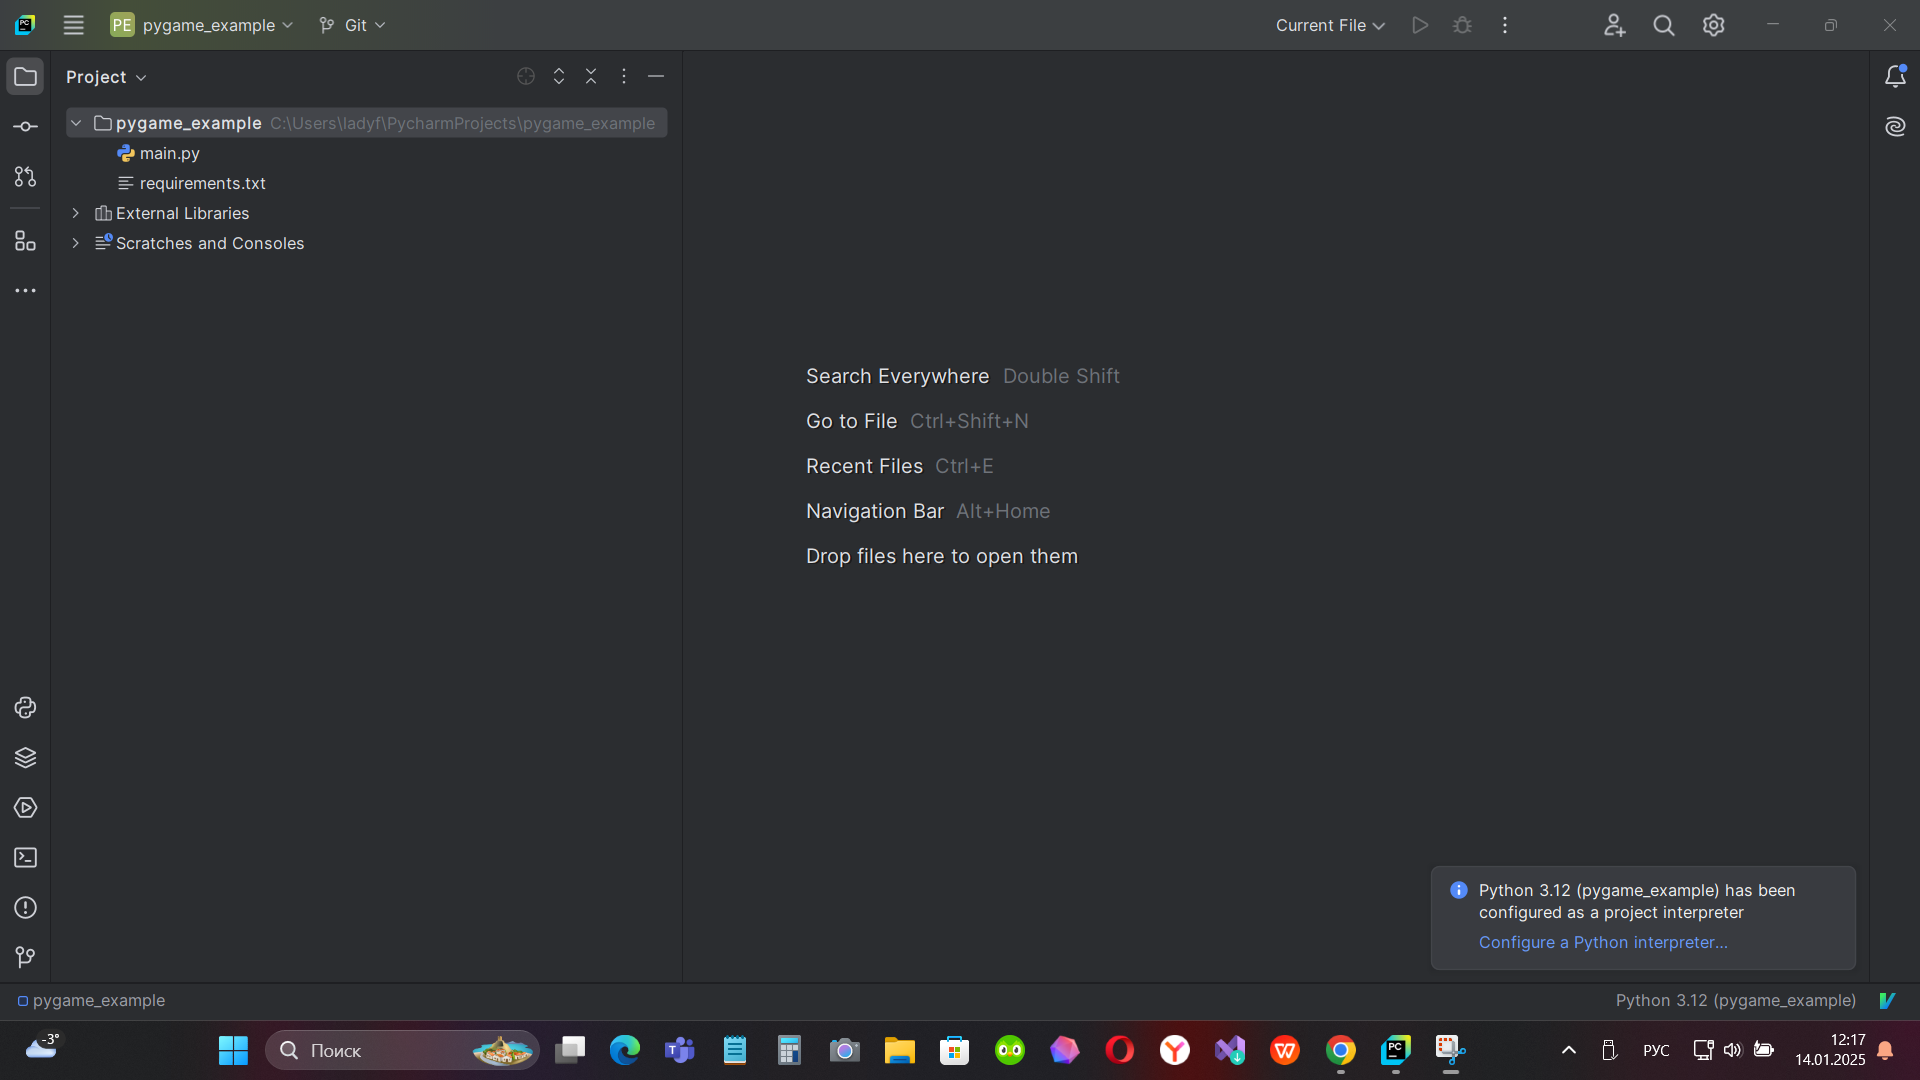 PE pygame_example Git Current File
Project
pygame_example C:\Users\ladyf\PycharmProjects\pygame_example
main.py
requirements.txt
External Libraries
Scratches and Consoles
Search Everywhere Double Shift
Go to File Ctrl+Shift+N
Recent Files Ctrl+E
Navigation Bar Alt+Home
Drop files here to open them
Python 3.12 (pygame_example) has been
configured as a project interpreter
Configure a Python interpreter...
pygame_example Python 3.12 (pygame_example)
-3° Поиск РУС 12:17
14.01.2025